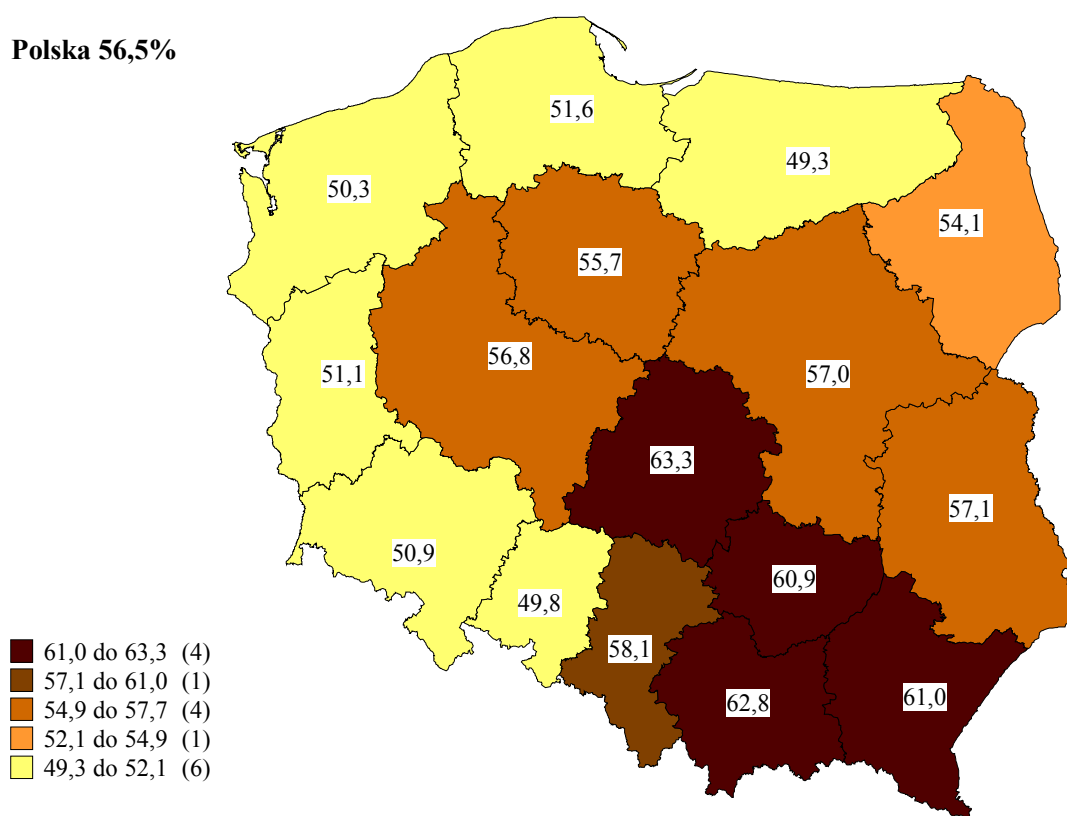 Polska 56,5%
51,6
49,3
50,3
54,1
55,7
56,8
51,1
57,0
63,3
57,1
50,9
60,9
49,8
58,1
62,8
61,0
61,0 do 63,3 (4)
57,1 do 61,0 (1)
54,9 do 57,7 (4)
52,1 do 54,9 (1)
49,3 do 52,1 (6)